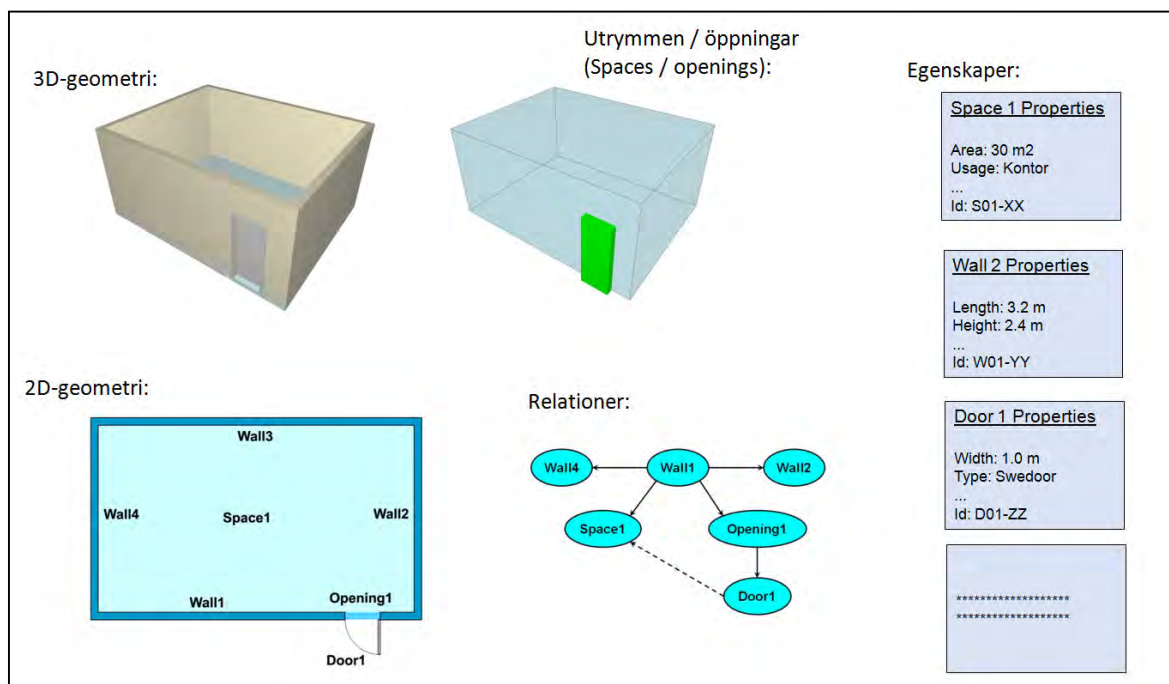 3D-geometri:
Utrymmen / öppningar
(Spaces / openings):
Egenskaper:
Space 1 Properties
Area: 30 m2
Usage: Kontor
...
Id: S01-XX
Wall 2 Properties
Length: 3.2 m
Height: 2.4 m
...
Id: W01-YY
Door 1 Properties
Width: 1.0 m
Type: Swedoor
...
Id: D01-ZZ
*******************
*******************
2D-geometri:
Wall3
Wall4
Space1
Wall2
Wall1
Opening1
Door1
Relationer:
Wall4
Wall1
Wall2
Space1
Opening1
Door1